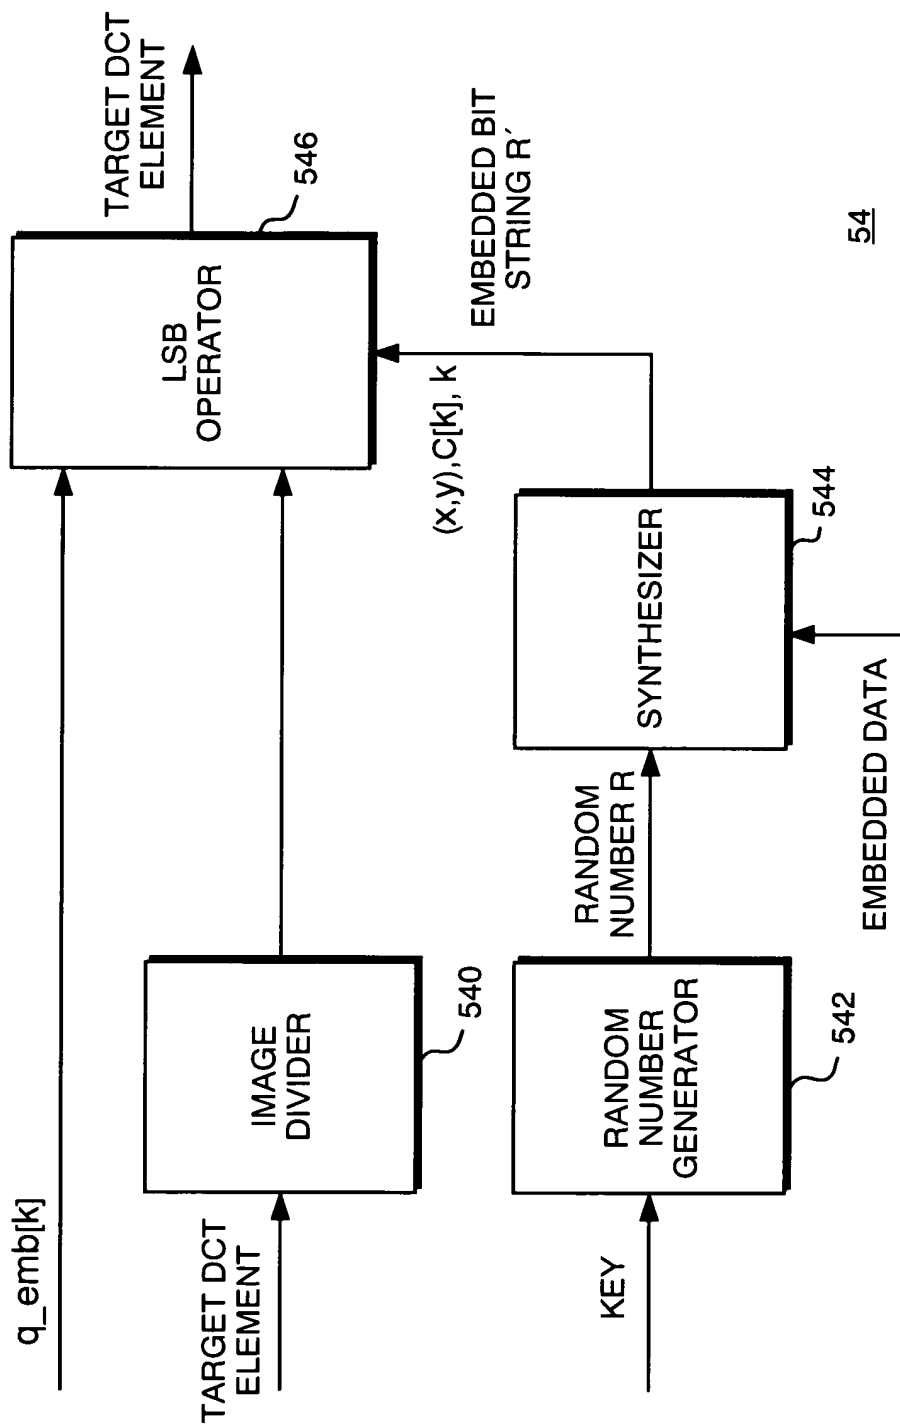 q_emb[k]
TARGET DCT
ELEMENT
IMAGE
DIVIDER
540
LSB
OPERATOR
546
TARGET DCT
ELEMENT
KEY
RANDOM
NUMBER
GENERATOR
542
RANDOM
NUMBER R
SYNTHESIZER
544
(x,y),C[k], k
EMBEDDED BIT
STRING R´
EMBEDDED DATA
54